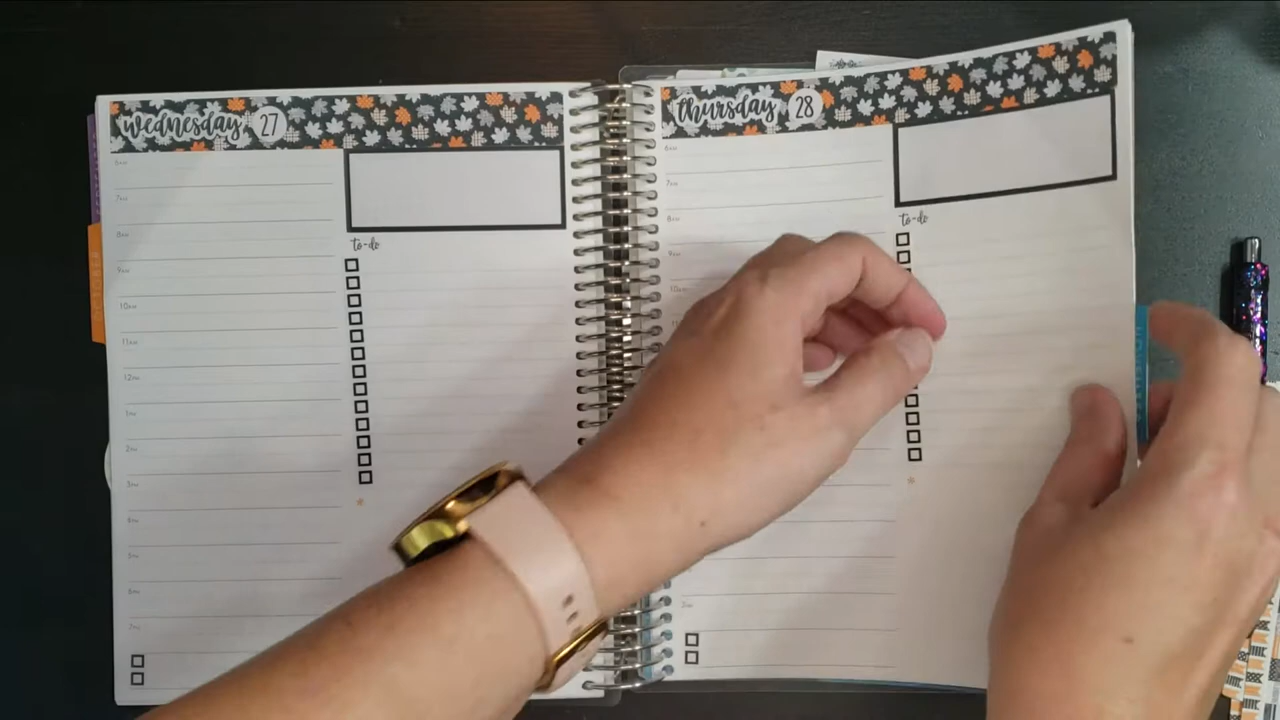 wednesday 27
6AM
7AM
8AM
9AM
10AM
11AM
12PM
1PM
2PM
3PM
4PM
5PM
6PM
7PM
to-do
thursday 28
6AM
7AM
8AM
9AM
to-do